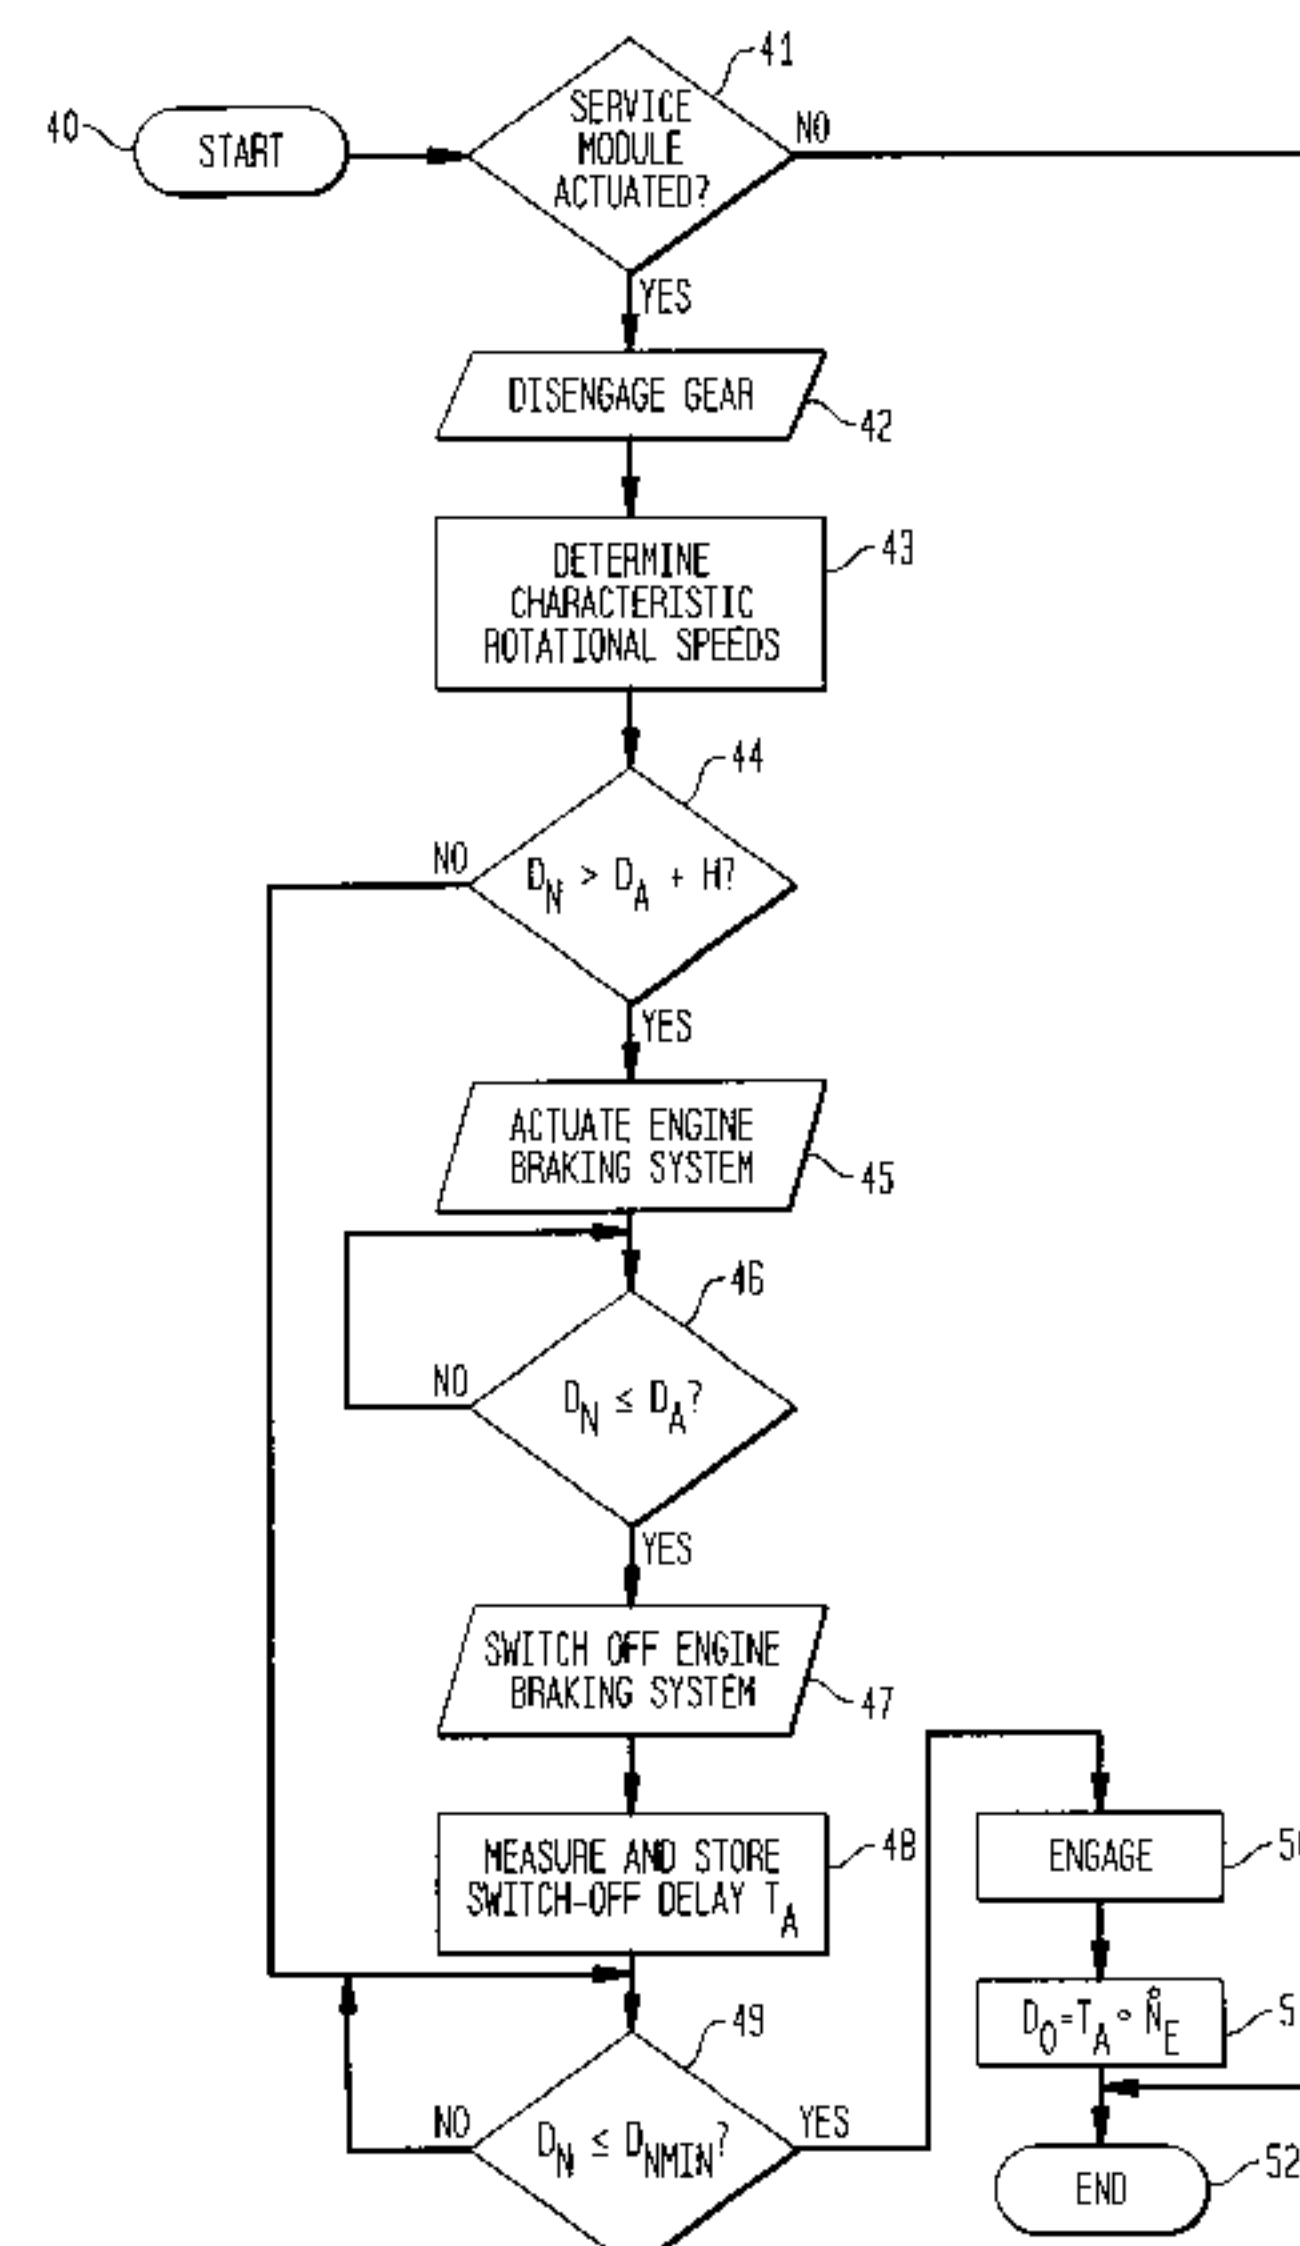 40
START
SERVICE
MODULE
ACTUATED?
41
NO
YES
DISENGAGE GEAR
42
DETERMINE
CHARACTERISTIC
ROTATIONAL SPEEDS
43
44
NO
D_N > D_A + H?
YES
ACTUATE ENGINE
BRAKING SYSTEM
45
46
NO
D_N ≤ D_A?
YES
SWITCH OFF ENGINE
BRAKING SYSTEM
47
MEASURE AND STORE
SWITCH-OFF DELAY T_A
48
49
NO
D_N ≤ D_NMIN?
YES
ENGAGE
D_O=T_A∘N̊_E
END
52